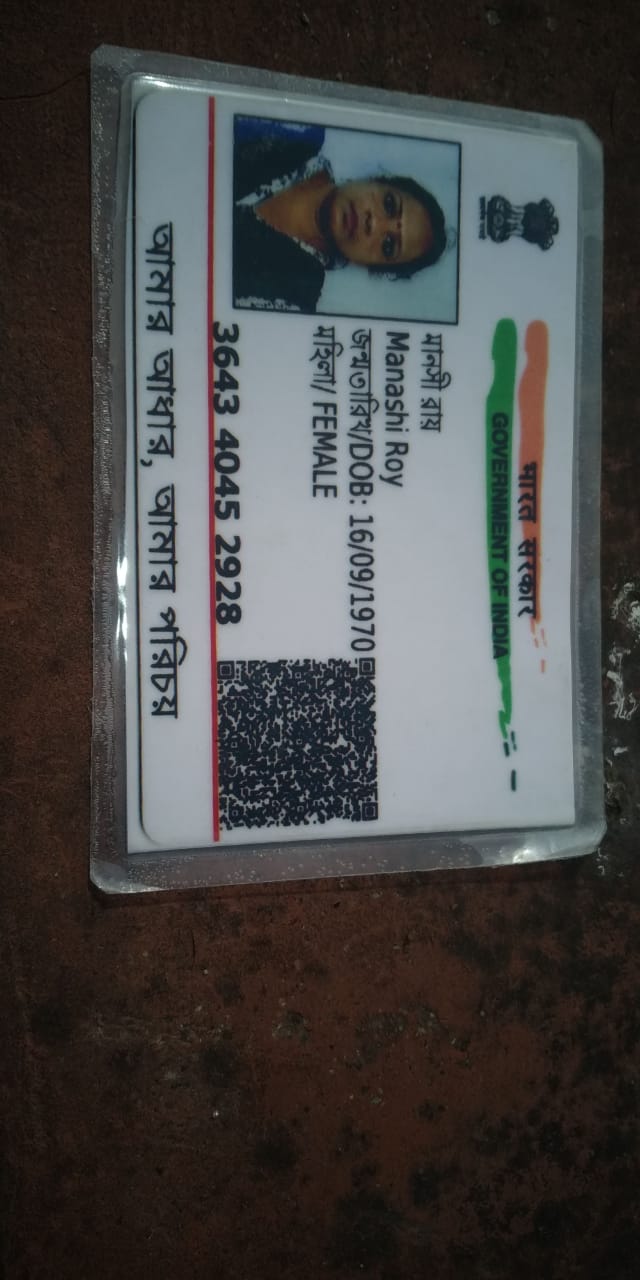 भारत सरकार
GOVERNMENT OF INDIA
মানসী রায়
Manashi Roy
জন্মতারিখ/DOB: 16/09/1970
মহিলা/ FEMALE
3643 4045 2928
আমার আধার, আমার পরিচয়